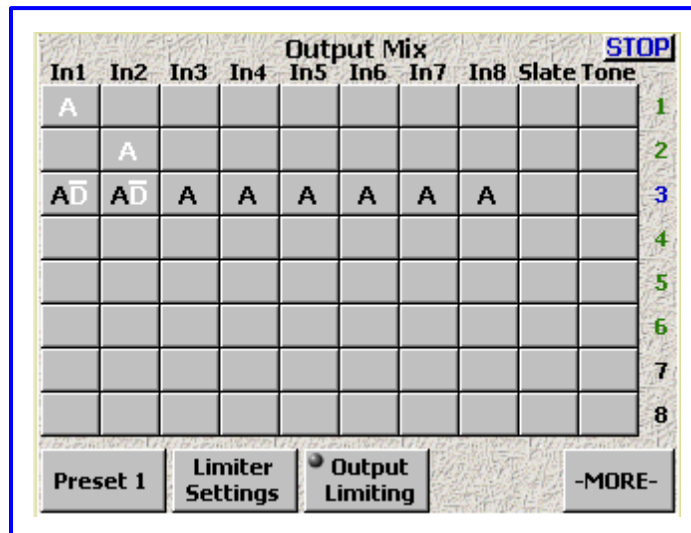 Output Mix STOP
In1 In2 In3 In4 In5 In6 In7 In8 Slate Tone
A 1
A 2
AD̅ AD̅ A A A A A A 3
4
5
6
7
8
Preset 1 Limiter Settings Output Limiting -MORE-